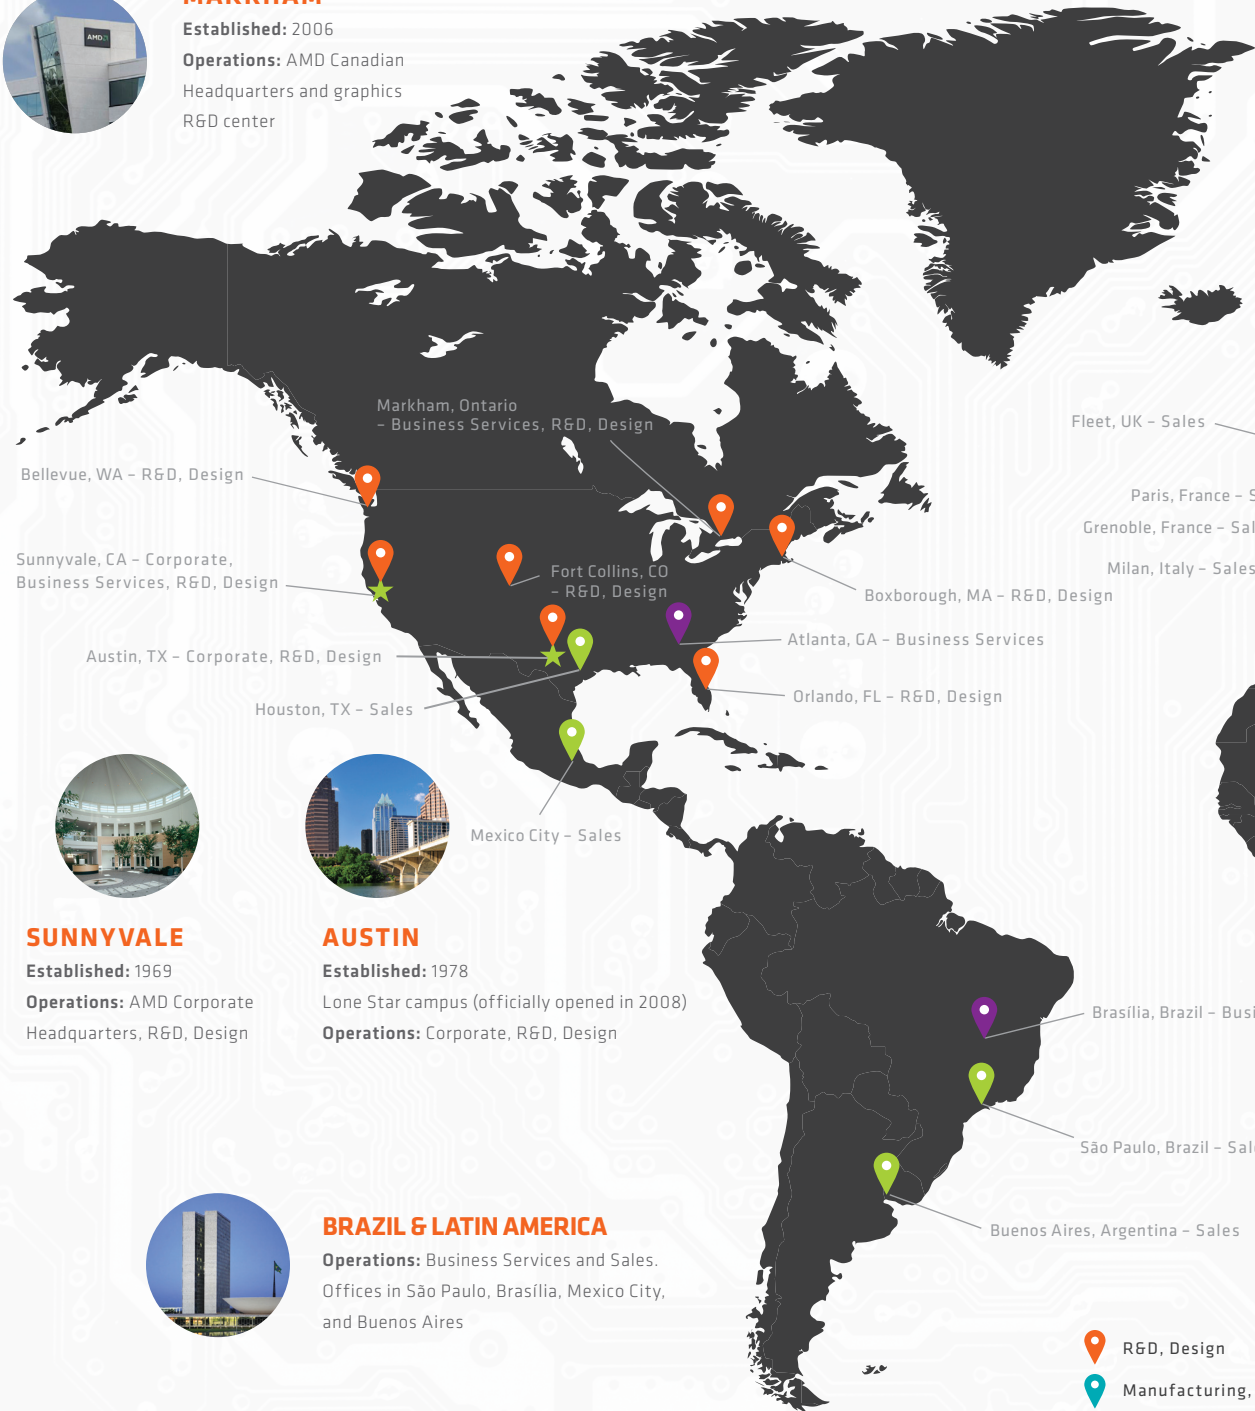 MARKHAM
Established: 2006
Operations: AMD Canadian
Headquarters and graphics
R&D center
AMD
Markham, Ontario
– Business Services, R&D, Design
Bellevue, WA – R&D, Design
Sunnyvale, CA – Corporate,
Business Services, R&D, Design
Fort Collins, CO
– R&D, Design
Austin, TX – Corporate, R&D, Design
Houston, TX – Sales
Mexico City – Sales
Boxborough, MA – R&D, Design
Atlanta, GA – Business Services
Orlando, FL – R&D, Design
Fleet, UK – Sales
Paris, France – S
Grenoble, France – Sal
Milan, Italy – Sales
SUNNYVALE
Established: 1969
Operations: AMD Corporate
Headquarters, R&D, Design
AUSTIN
Established: 1978
Lone Star campus (officially opened in 2008)
Operations: Corporate, R&D, Design
Brasília, Brazil – Busi
São Paulo, Brazil – Sal
Buenos Aires, Argentina – Sales
BRAZIL & LATIN AMERICA
Operations: Business Services and Sales.
Offices in São Paulo, Brasília, Mexico City,
and Buenos Aires
R&D, Design
Manufacturing,